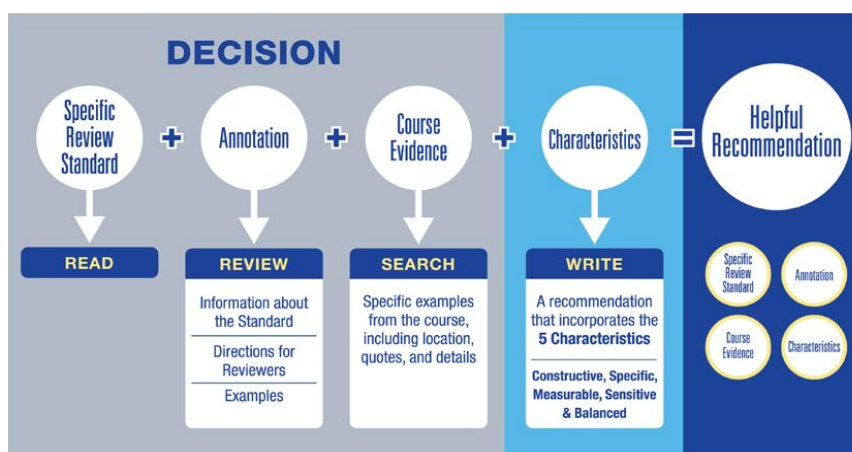 DECISION
Specific
Review
Standard
+
Annotation
+
Course
Evidence
+
Characteristics
=
Helpful
Recommendation
READ
REVIEW
Information about
the Standard
Directions for
Reviewers
Examples
SEARCH
Specific examples
from the course,
including location,
quotes, and details
WRITE
A recommendation
that incorporates the
5 Characteristics
Constructive, Specific,
Measurable, Sensitive
& Balanced
Specific
Review
Standard
Annotation
Course
Evidence
Characteristics